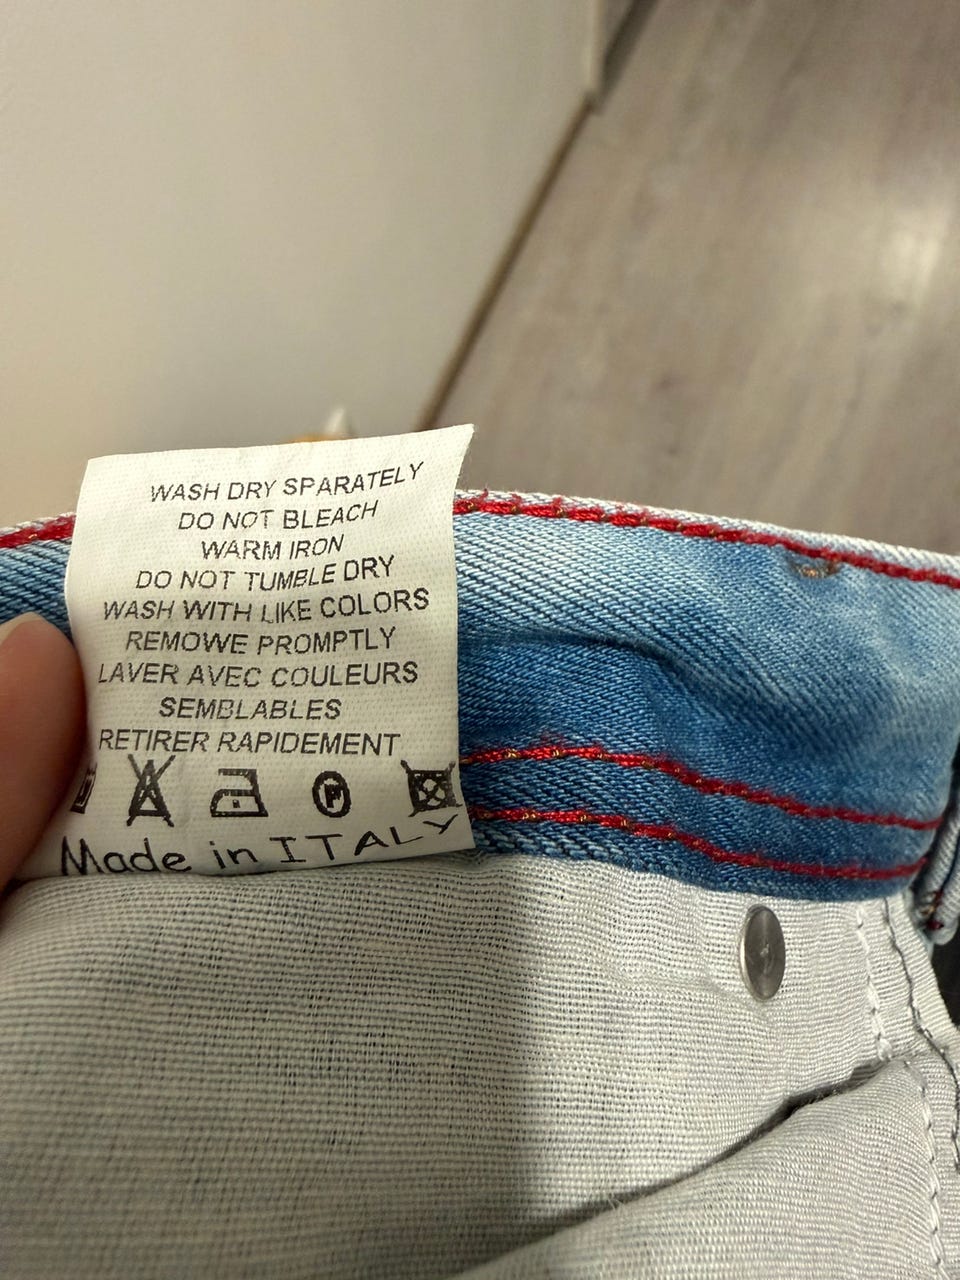 WASH DRY SPARATELY
DO NOT BLEACH
WARM IRON
DO NOT TUMBLE DRY
WASH WITH LIKE COLORS
REMOWE PROMPTLY
LAVER AVEC COULEURS
SEMBLABLES
RETIRER RAPIDEMENT
P
Made in ITALY